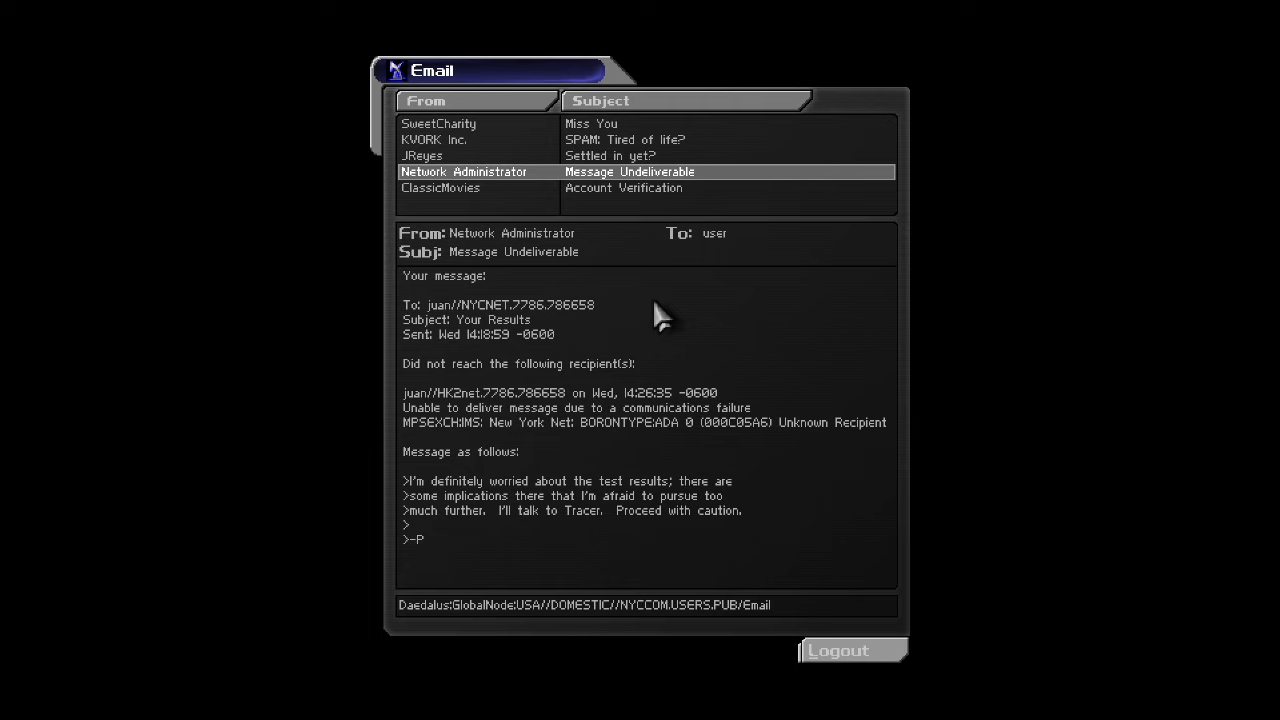 Email
From Subject
SweetCharity Miss You
KVORK Inc. SPAM: Tired of life?
JReyes Settled in yet?
Network Administrator Message Undeliverable
ClassicMovies Account Verification
From: Network Administrator To: user
Subj: Message Undeliverable
Your message:
To: juan//NYCNET.7786.786658
Subject: Your Results
Sent: Wed 14:18:59 -0600
Did not reach the following recipient(s):
juan//HK2net.7786.786658 on Wed, 14:26:35 -0600
Unable to deliver message due to a communications failure
MPSEXCH:IMS: New York Net: BORONTYPE:ADA 0 (000C05A6) Unknown Recipient
Message as follows:
>I'm definitely worried about the test results; there are
>some implications there that I'm afraid to pursue too
>much further. I'll talk to Tracer. Proceed with caution.
>
>-P
Daedalus:GlobalNode:USA//DOMESTIC//NYCCOM.USERS.PUB/Email
Logout